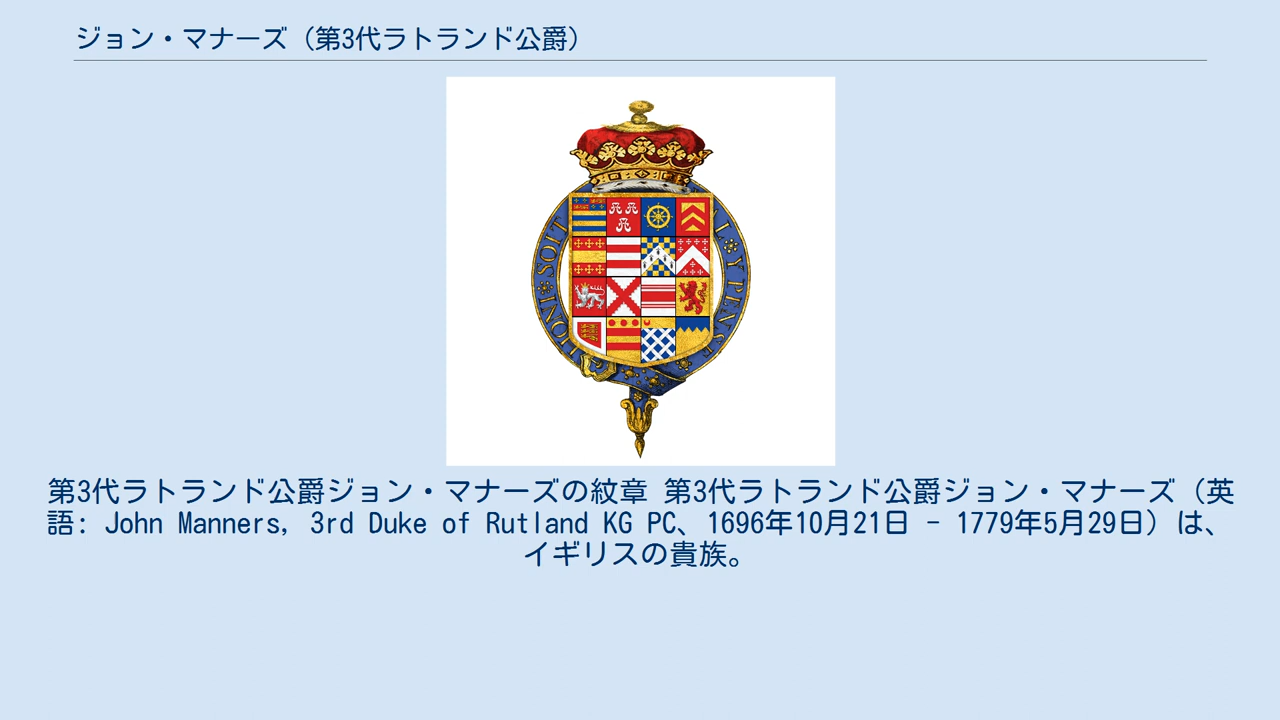 ジョン・マナーズ（第3代ラトランド公爵）
HONI SOIT
Y PENSE
第3代ラトランド公爵ジョン・マナーズの紋章 第3代ラトランド公爵ジョン・マナーズ（英
語: John Manners, 3rd Duke of Rutland KG PC、1696年10月21日 - 1779年5月29日）は、
イギリスの貴族。